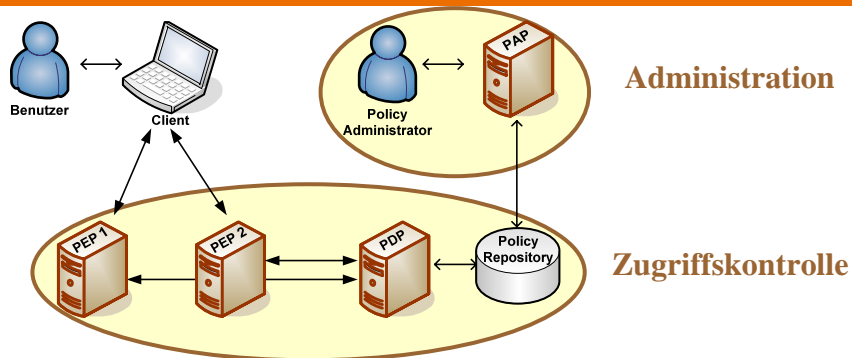 Benutzer
Client
PAP
Policy
Administrator
Administration
PEP 1
PEP 2
PDP
Policy
Repository
Zugriffskontrolle